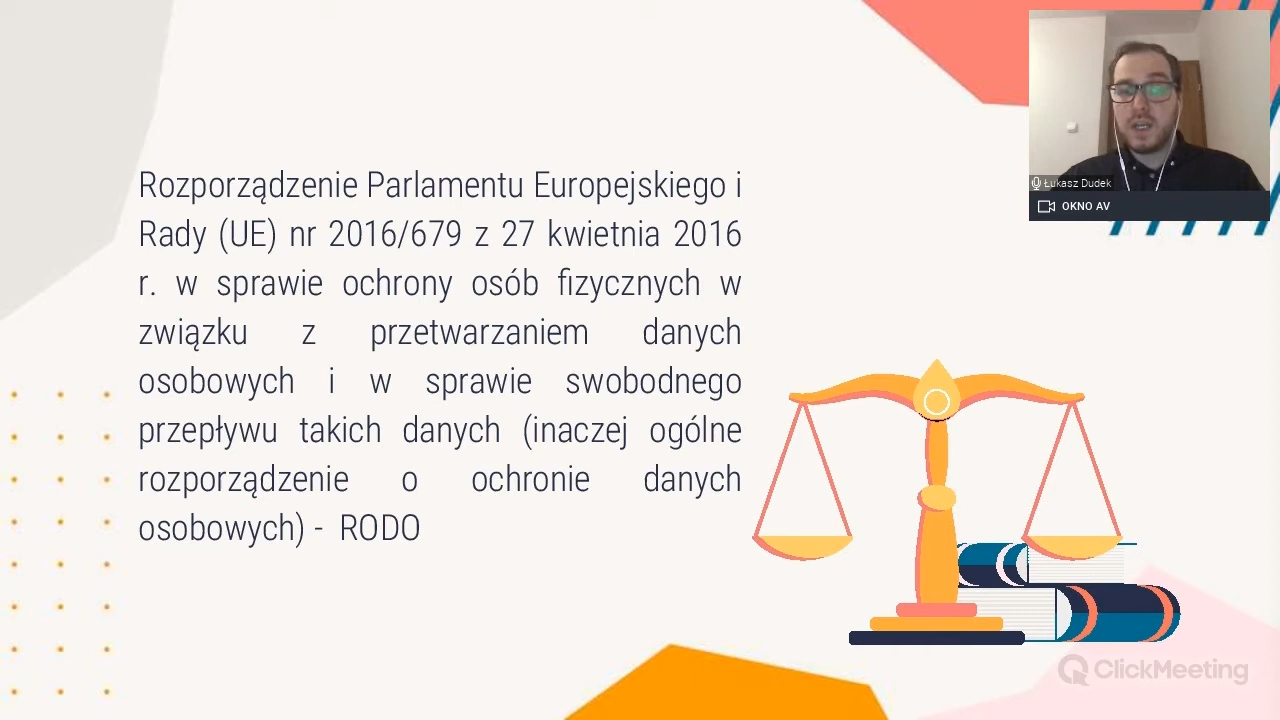 Rozporządzenie Parlamentu Europejskiego i
Rady (UE) nr 2016/679 z 27 kwietnia 2016
r. w sprawie ochrony osób fizycznych w
związku z przetwarzaniem danych
osobowych i w sprawie swobodnego
przepływu takich danych (inaczej ogólne
rozporządzenie o ochronie danych
osobowych) - RODO
Łukasz Dudek
OKNO AV
ClickMeeting